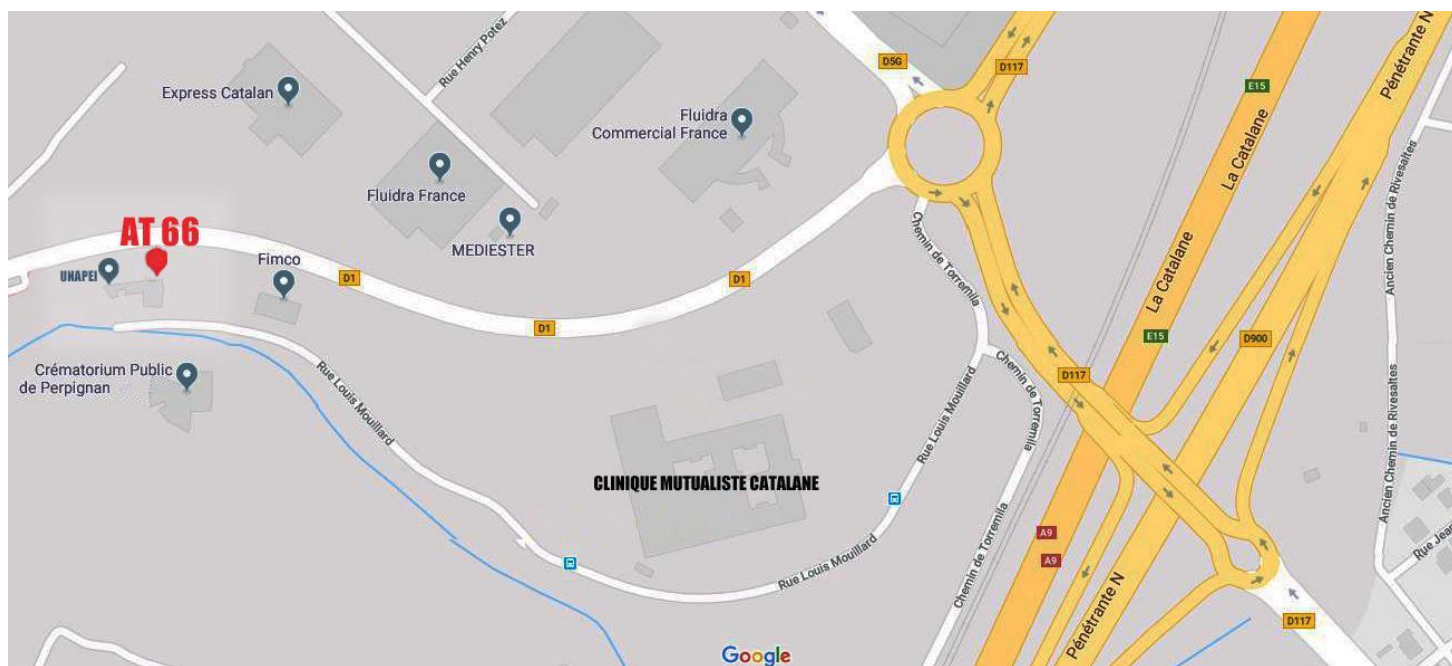 D5G
D117
Rue Henry Potez
Express Catalan
Fluidra
Commercial France
Fluidra France
MEDIESTER
AT 66
UNAPEI
Fimco
D1
D1
D1
Crématorium Public
de Perpignan
Rue Louis Mouillard
CLINIQUE MUTUALISTE CATALANE
Rue Louis Mouillard
Rue Louis Mouillard
Chemin de Torremila
Chemin de Torremila
Chemin de Torremila
E15
La Catalane
La Catalane
E15
Pénétrante N
D900
D117
A9
A9
Pénétrante N
D117
Ancien Chemin de Rivesaltes
Ancien Chemin de Rivesaltes
Rue Jean
Google